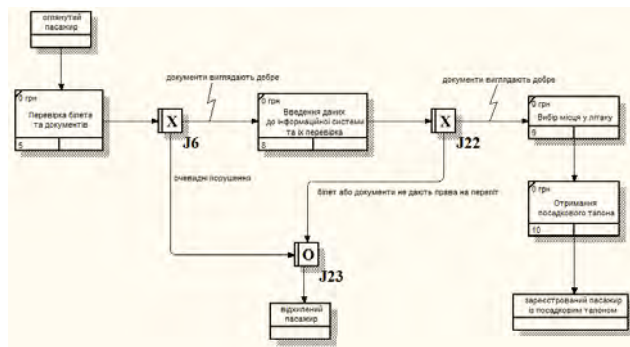 оглянутий
пасажир
0 грн
Перевірка білета
та документів
5
X
J6
документи виглядають добре
0 грн
Введення даних
до інформаційної системи
та їх перевірка
8
X
J22
документи виглядають добре
0 грн
Вибір місця у літаку
9
очевидні порушення
білет або документи не дають права на переліт
0 грн
Отримання
посадкового талона
10
O
J23
відхилений
пасажир
зареєстрований пасажир
із посадковим талоном